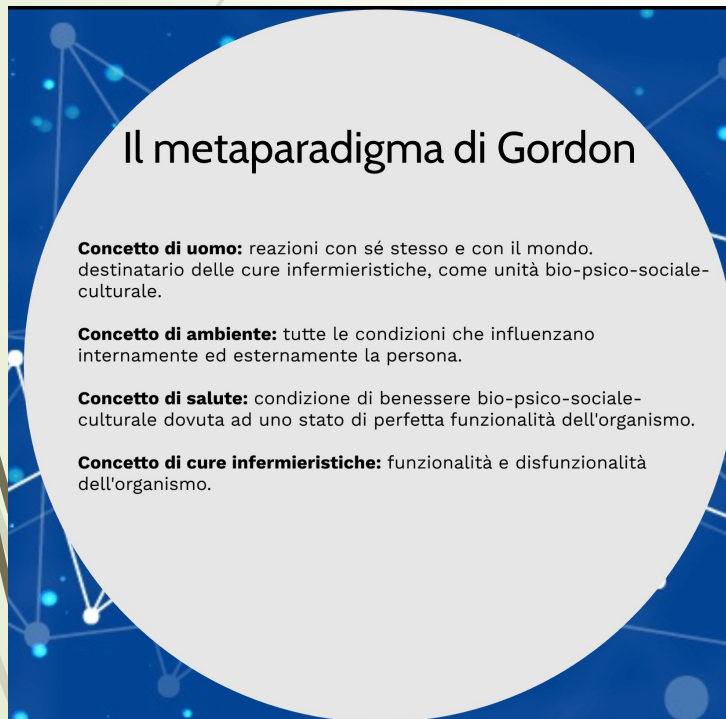 Il metaparadigma di Gordon
Concetto di uomo: reazioni con sé stesso e con il mondo.
destinatario delle cure infermieristiche, come unità bio-psico-sociale-
culturale.
Concetto di ambiente: tutte le condizioni che influenzano
internamente ed esternamente la persona.
Concetto di salute: condizione di benessere bio-psico-sociale-
culturale dovuta ad uno stato di perfetta funzionalità dell'organismo.
Concetto di cure infermieristiche: funzionalità e disfunzionalità
dell'organismo.